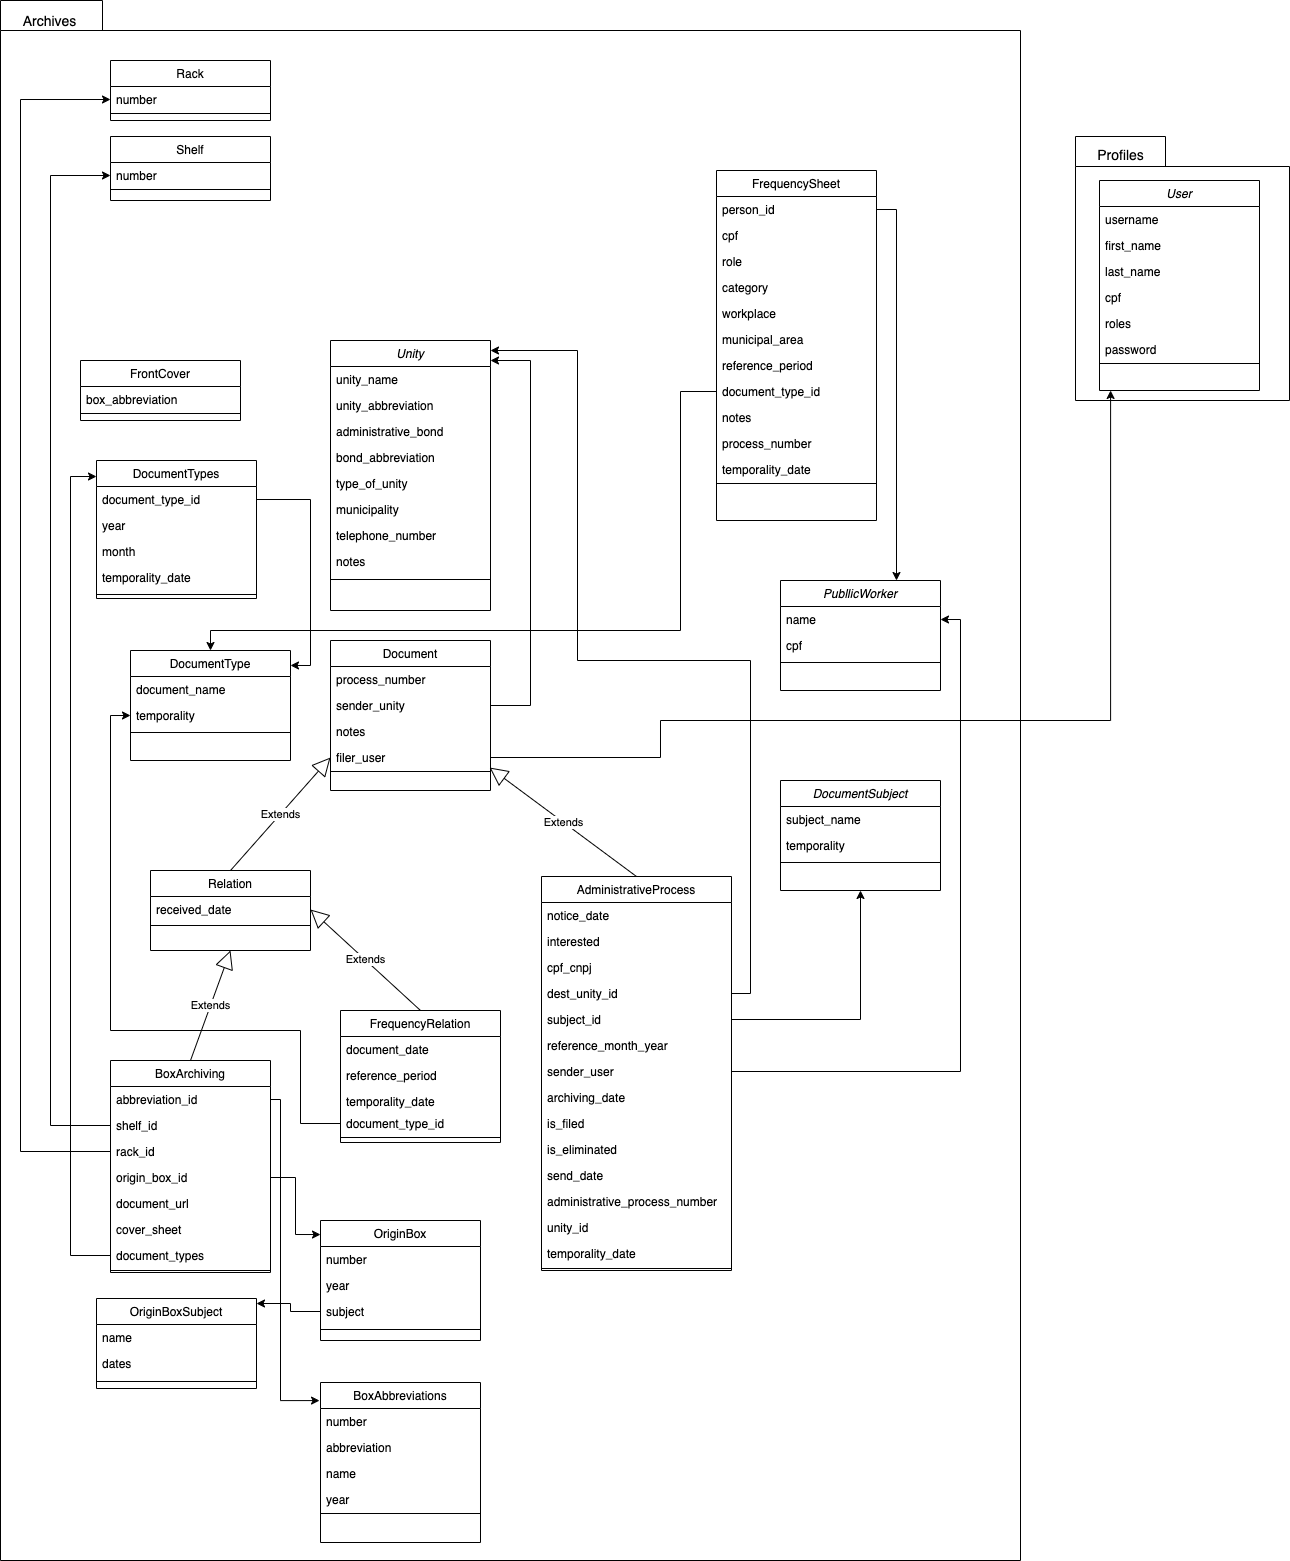 Archives
Rack
number
Shelf
number
Profiles
User
username
first_name
last_name
cpf
roles
password
FrequencySheet
person_id
cpf
role
category
workplace
municipal_area
reference_period
document_type_id
notes
process_number
temporality_date
Unity
unity_name
unity_abbreviation
administrative_bond
bond_abbreviation
type_of_unity
municipality
telephone_number
notes
FrontCover
box_abbreviation
DocumentTypes
document_type_id
year
month
temporality_date
PubllicWorker
name
cpf
DocumentType
document_name
temporality
Document
process_number
sender_unity
notes
filer_user
Extends
Extends
DocumentSubject
subject_name
temporality
Relation
received_date
Extends
Extends
AdministrativeProcess
notice_date
interested
cpf_cnpj
dest_unity_id
subject_id
reference_month_year
sender_user
archiving_date
is_filed
is_eliminated
send_date
administrative_process_number
unity_id
temporality_date
FrequencyRelation
document_date
reference_period
temporality_date
document_type_id
BoxArchiving
abbreviation_id
shelf_id
rack_id
origin_box_id
document_url
cover_sheet
document_types
OriginBox
number
year
subject
OriginBoxSubject
name
dates
BoxAbbreviations
number
abbreviation
name
year